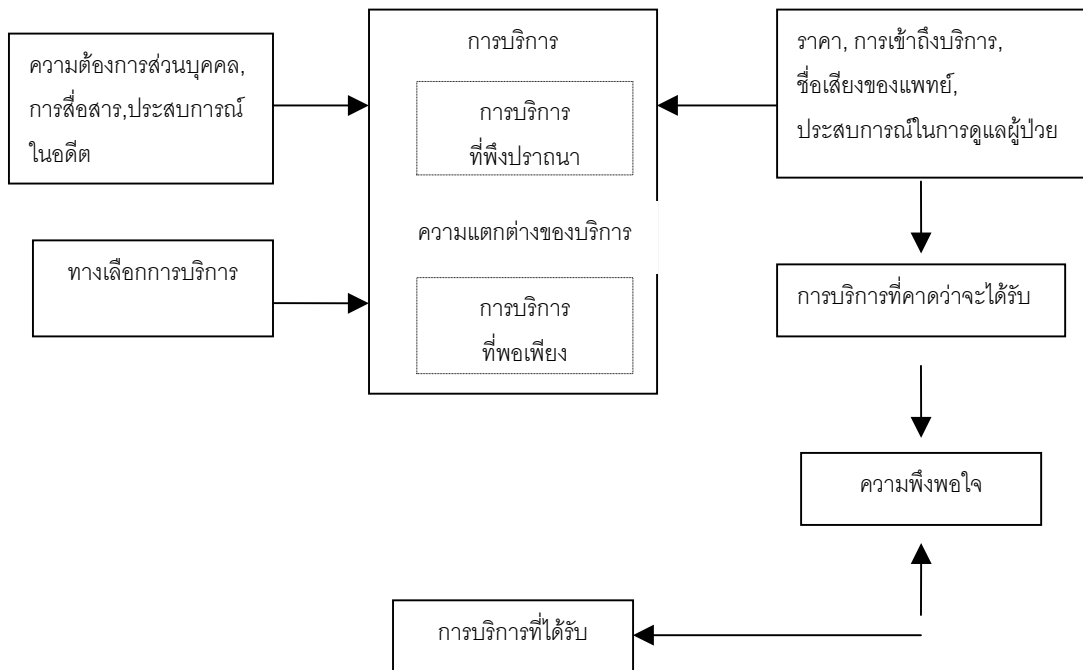 ความต้องการส่วนบุคคล,
การสื่อสาร,ประสบการณ์
ในอดีต
ทางเลือกการบริการ
การบริการ
การบริการ
ที่พึงปราถนา
ความแตกต่างของบริการ
การบริการ
ที่พอเพียง
ราคา, การเข้าถึงบริการ,
ชื่อเสียงของแพทย์,
ประสบการณ์ในการดูแลผู้ป่วย
การบริการที่คาดว่าจะได้รับ
ความพึงพอใจ
การบริการที่ได้รับ